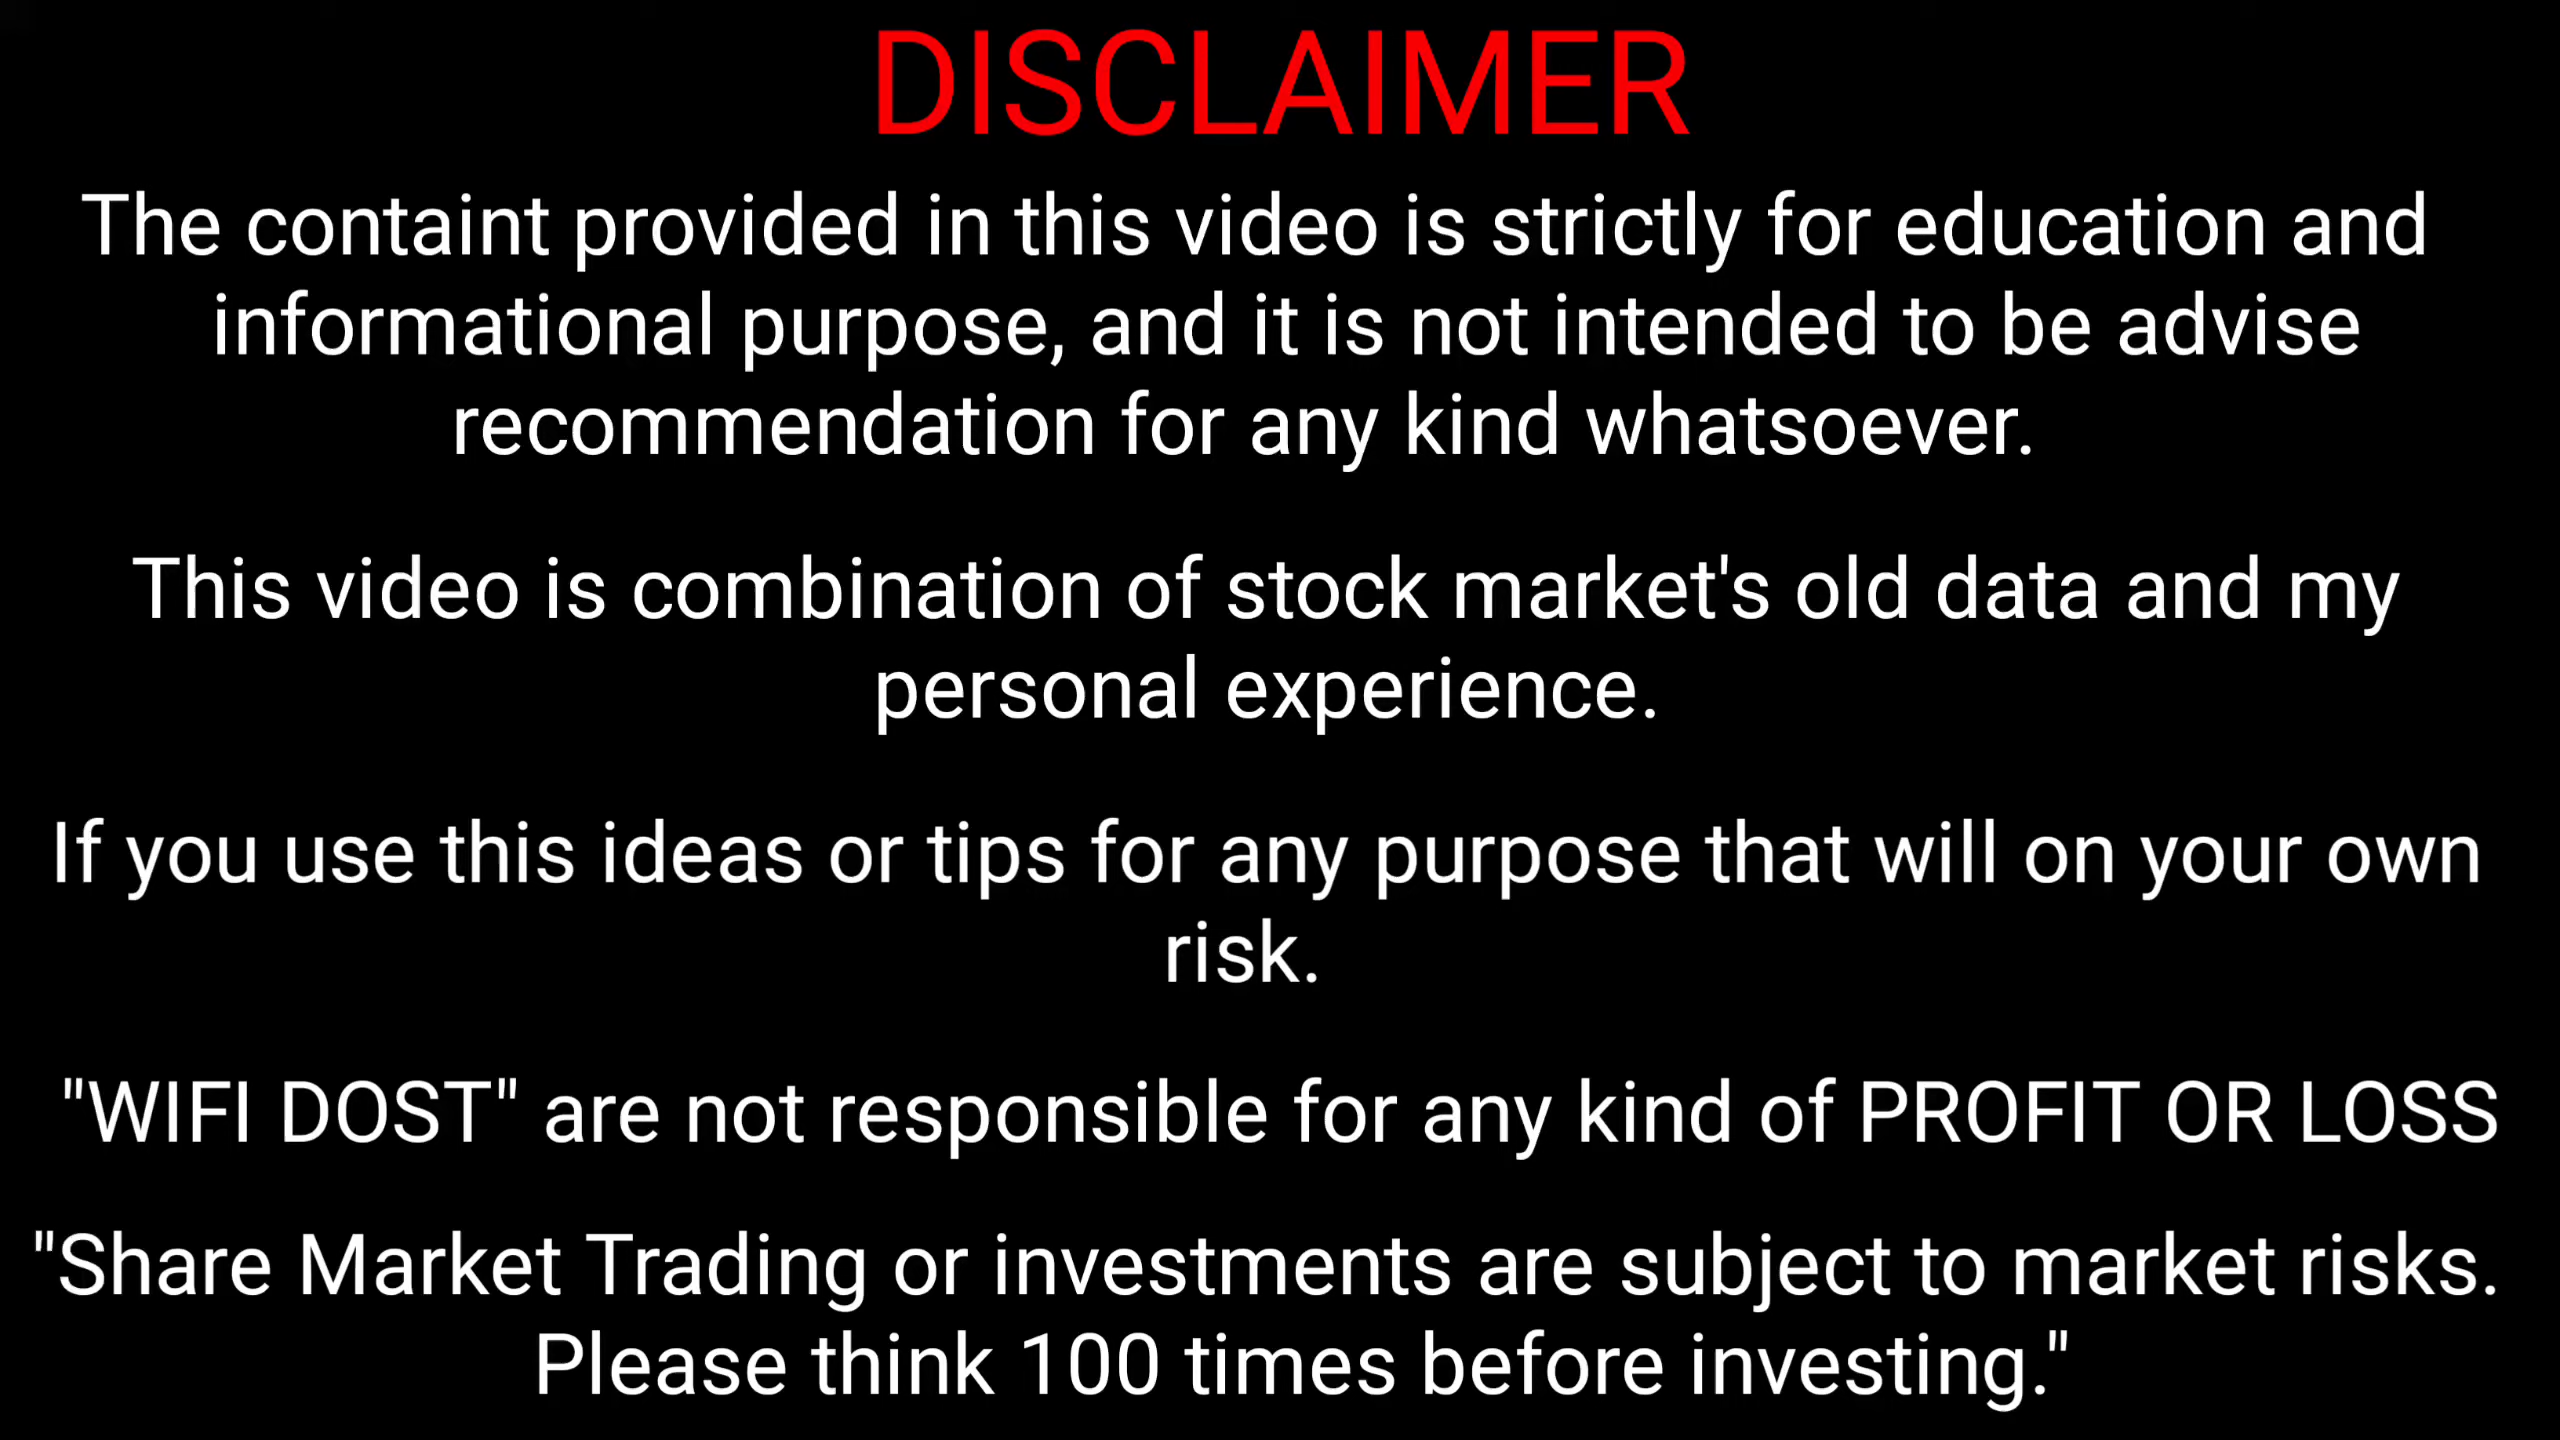 DISCLAIMER
The containt provided in this video is strictly for education and
informational purpose, and it is not intended to be advise
recommendation for any kind whatsoever.
This video is combination of stock market's old data and my
personal experience.
If you use this ideas or tips for any purpose that will on your own
risk.
"WIFI DOST" are not responsible for any kind of PROFIT OR LOSS
"Share Market Trading or investments are subject to market risks.
Please think 100 times before investing."